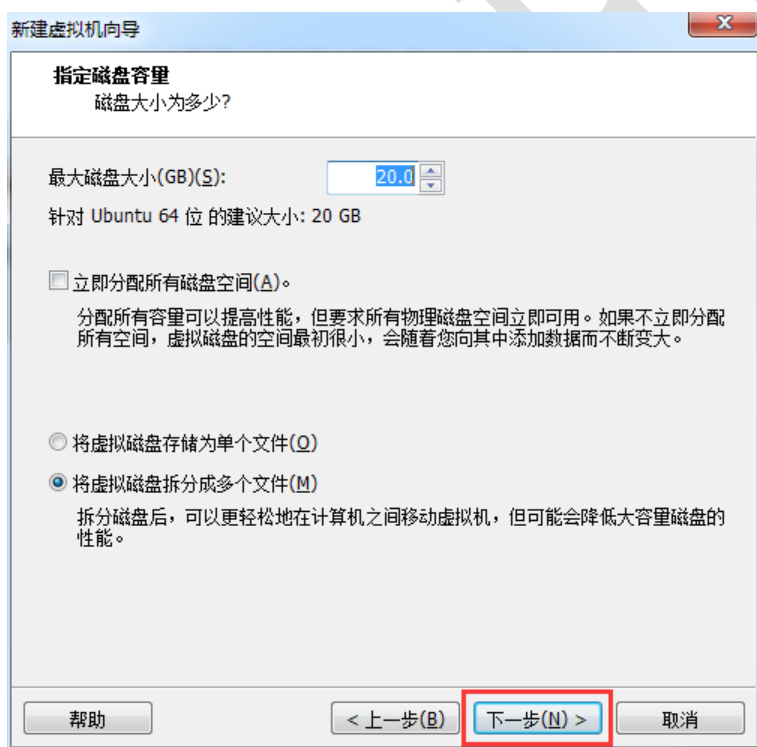 新建虚拟机向导
指定磁盘容量
磁盘大小为多少?
最大磁盘大小(GB)(S): 20.0
针对 Ubuntu 64 位 的建议大小: 20 GB
立即分配所有磁盘空间(A)。
分配所有容量可以提高性能，但要求所有物理磁盘空间立即可用。如果不立即分配
所有空间，虚拟磁盘的空间最初很小，会随着您向其中添加数据而不断变大。
将虚拟磁盘存储为单个文件(O)
将虚拟磁盘拆分成多个文件(M)
拆分磁盘后，可以更轻松地在计算机之间移动虚拟机，但可能会降低大容量磁盘的
性能。
帮助 < 上一步(B) 下一步(N) > 取消